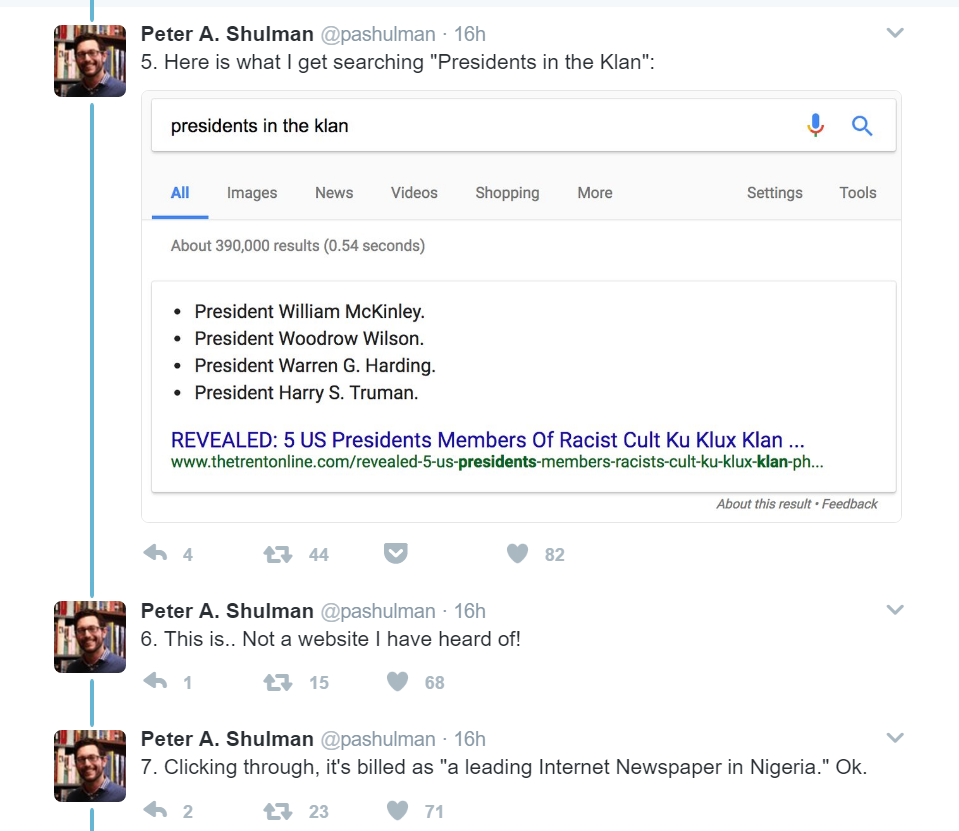 Peter A. Shulman @pashulman · 16h
5. Here is what I get searching "Presidents in the Klan":
presidents in the klan
All Images News Videos Shopping More Settings Tools
About 390,000 results (0.54 seconds)
• President William McKinley.
• President Woodrow Wilson.
• President Warren G. Harding.
• President Harry S. Truman.
REVEALED: 5 US Presidents Members Of Racist Cult Ku Klux Klan ...
www.thetrentonline.com/revealed-5-us-presidents-members-racists-cult-ku-klux-klan-ph...
About this result • Feedback
4 44 82
Peter A. Shulman @pashulman · 16h
6. This is.. Not a website I have heard of!
1 15 68
Peter A. Shulman @pashulman · 16h
7. Clicking through, it's billed as "a leading Internet Newspaper in Nigeria." Ok.
2 23 71